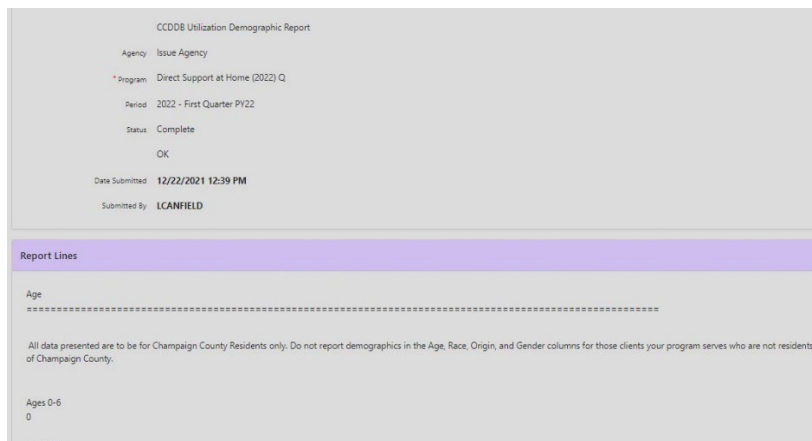 CCDDB Utilization Demographic Report
Agency Issue Agency
* Program Direct Support at Home (2022) Q
Period 2022 - First Quarter PY22
Status Complete
OK
Date Submitted 12/22/2021 12:39 PM
Submitted By LCANFIELD
Report Lines
Age
==========================================================================================================
All data presented are to be for Champaign County Residents only. Do not report demographics in the Age, Race, Origin, and Gender columns for those clients your program serves who are not residents
of Champaign County.
Ages 0-6
0